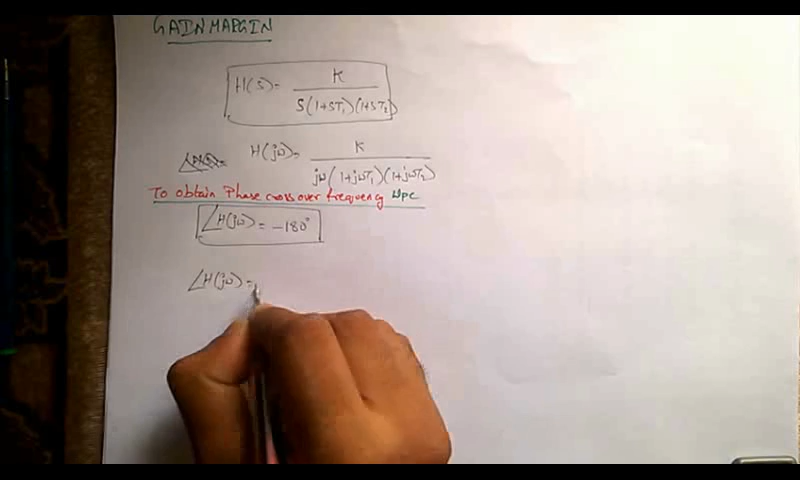 GAIN MARGIN
H(S) = K / S(1+ST₁)(1+ST₂)
H(jω) = K / jω(1+jωT₁)(1+jωT₂)
To obtain Phase cross over frequency ωpc
∠H(jω) = -180°
∠H(jω) =